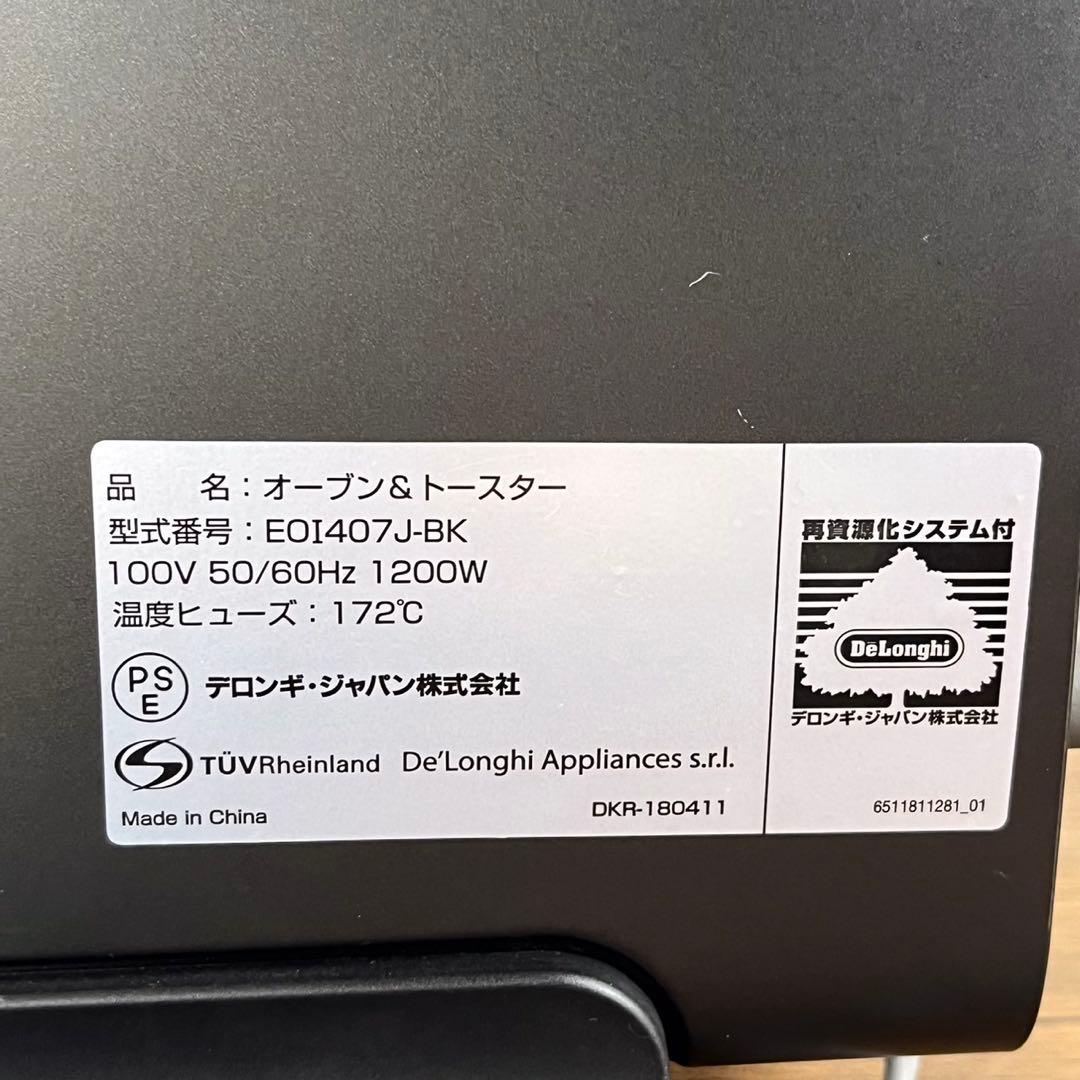 品　　名：オーブン＆トースター
型式番号：EOI407J-BK
100V 50/60Hz 1200W
温度ヒューズ：172℃
PSE デロンギ・ジャパン株式会社
TÜVRheinland De'Longhi Appliances s.r.l.
Made in China DKR-180411
再資源化システム付
DeLonghi
デロンギ・ジャパン株式会社
6511811281_01